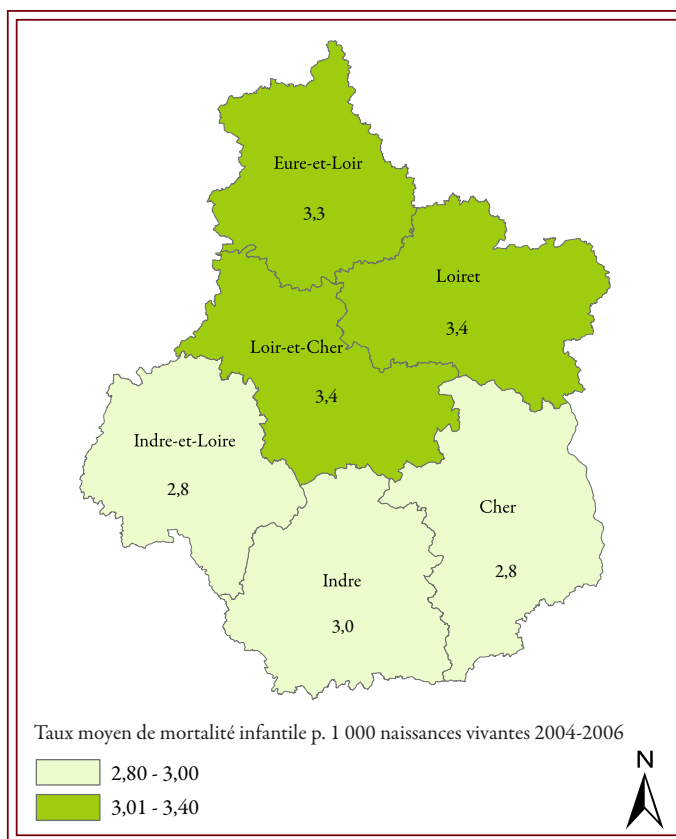 Eure-et-Loir
3,3
Loiret
3,4
Loir-et-Cher
3,4
Indre-et-Loire
2,8
Cher
2,8
Indre
3,0
Taux moyen de mortalité infantile p. 1 000 naissances vivantes 2004-2006
2,80 - 3,00
3,01 - 3,40
N